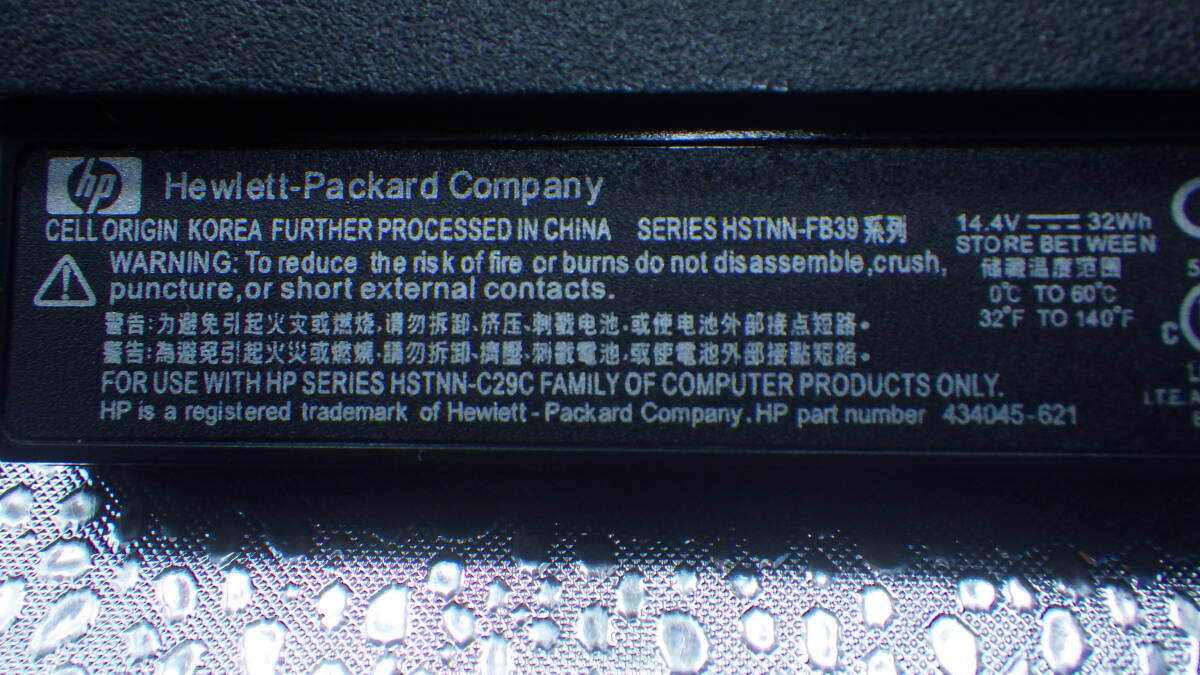 hp Hewlett-Packard Company
CELL ORIGIN KOREA FURTHER PROCESSED IN CHINA SERIES HSTNN-FB39 系列
WARNING: To reduce the risk of fire or burns do not disassemble,crush,
puncture,or short external contacts.
警告:为避免引起火灾或燃烧,请勿拆卸、挤压、刺戳电池,或使电池外部接点短路。
警告:為避免引起火災或燃燒,請勿拆卸、擠壓、刺戳電池,或使電池外部接點短路。
FOR USE WITH HP SERIES HSTNN-C29C FAMILY OF COMPUTER PRODUCTS ONLY.
HP is a registered trademark of Hewlett-Packard Company. HP part number 434045-621
14.4V 32Wh
STORE BETWEEN
储藏温度范围
0℃ TO 60℃
32°F TO 140°F
I.T.E.